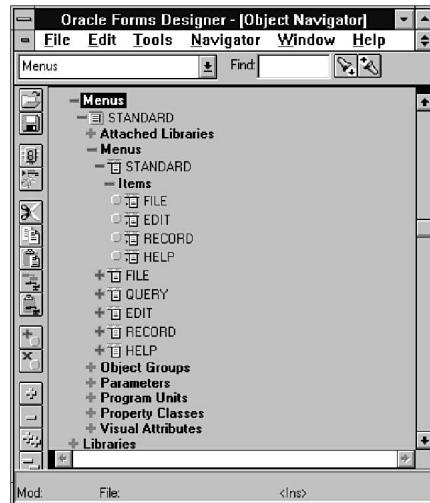 Oracle Forms Designer - [Object Navigator]
File Edit Tools Navigator Window Help
Menus Find:
Menus
STANDARD
Attached Libraries
Menus
STANDARD
Items
FILE
EDIT
RECORD
HELP
FILE
QUERY
EDIT
RECORD
HELP
Object Groups
Parameters
Program Units
Property Classes
Visual Attributes
Libraries
Mod: File: <Ins>